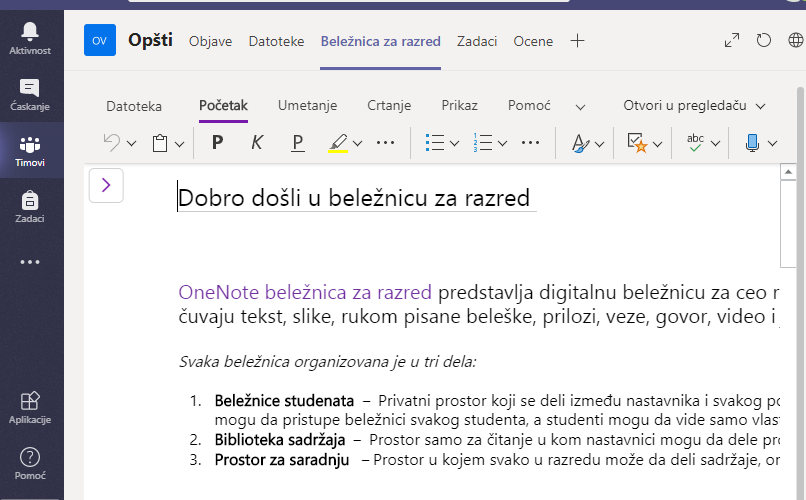 OV Opšti Objave Datoteke Beležnica za razred Zadaci Ocene
Aktivnost
Ćaskanje
Timovi
Zadaci
Aplikacije
Pomoć
Datoteka Početak Umetanje Crtanje Prikaz Pomoć Otvori u pregledaču
P K P abc
Dobro došli u beležnicu za razred
OneNote beležnica za razred predstavlja digitalnu beležnicu za ceo
čuvaju tekst, slike, rukom pisane beleške, prilozi, veze, govor, video i
Svaka beležnica organizovana je u tri dela:
1. Beležnice studenata – Privatni prostor koji se deli između nastavnika i svakog
mogu da pristupe beležnici svakog studenta, a studenti mogu da vide samo
2. Biblioteka sadržaja – Prostor samo za čitanje u kom nastavnici mogu da dele
3. Prostor za saradnju – Prostor u kojem svako u razredu može da deli sadržaje,